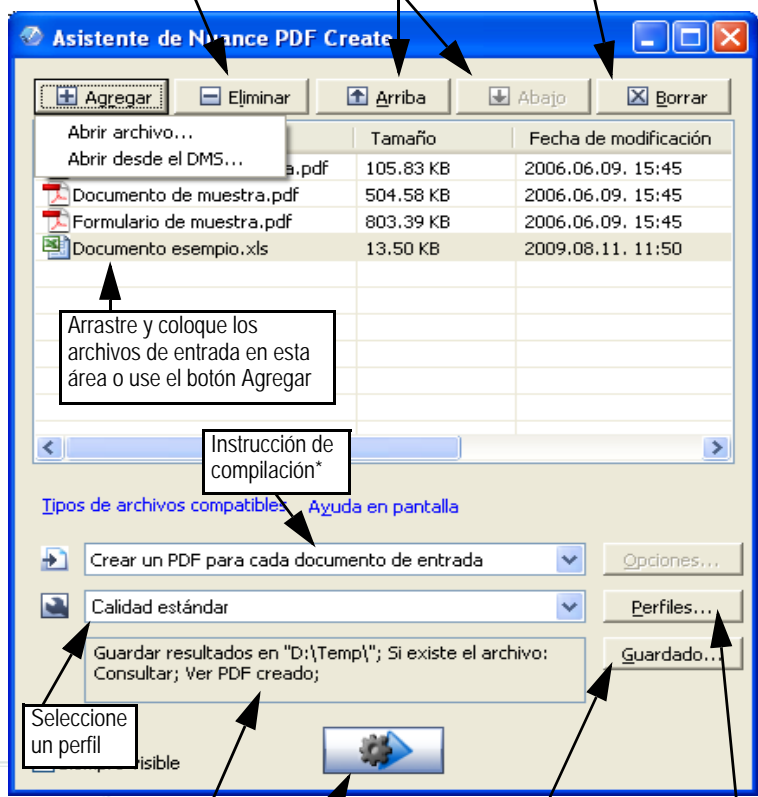 Asistente de Nuance PDF Create
Agregar Eliminar Arriba Abajo Borrar
Abrir archivo...
Abrir desde el DMS...
Tamaño Fecha de modificación
a.pdf 105.83 KB 2006.06.09. 15:45
Documento de muestra.pdf 504.58 KB 2006.06.09. 15:45
Formulario de muestra.pdf 803.39 KB 2006.06.09. 15:45
Documento esempio.xls 13.50 KB 2009.08.11. 11:50
Arrastre y coloque los
archivos de entrada en esta
área o use el botón Agregar
Instrucción de
compilación*
Tipos de archivos compatibles Ayuda en pantalla
Crear un PDF para cada documento de entrada Opciones...
Calidad estándar Perfiles...
Guardar resultados en "D:\Temp\"; Si existe el archivo:
Consultar; Ver PDF creado;
Guardado...
Seleccione
un perfil
visible